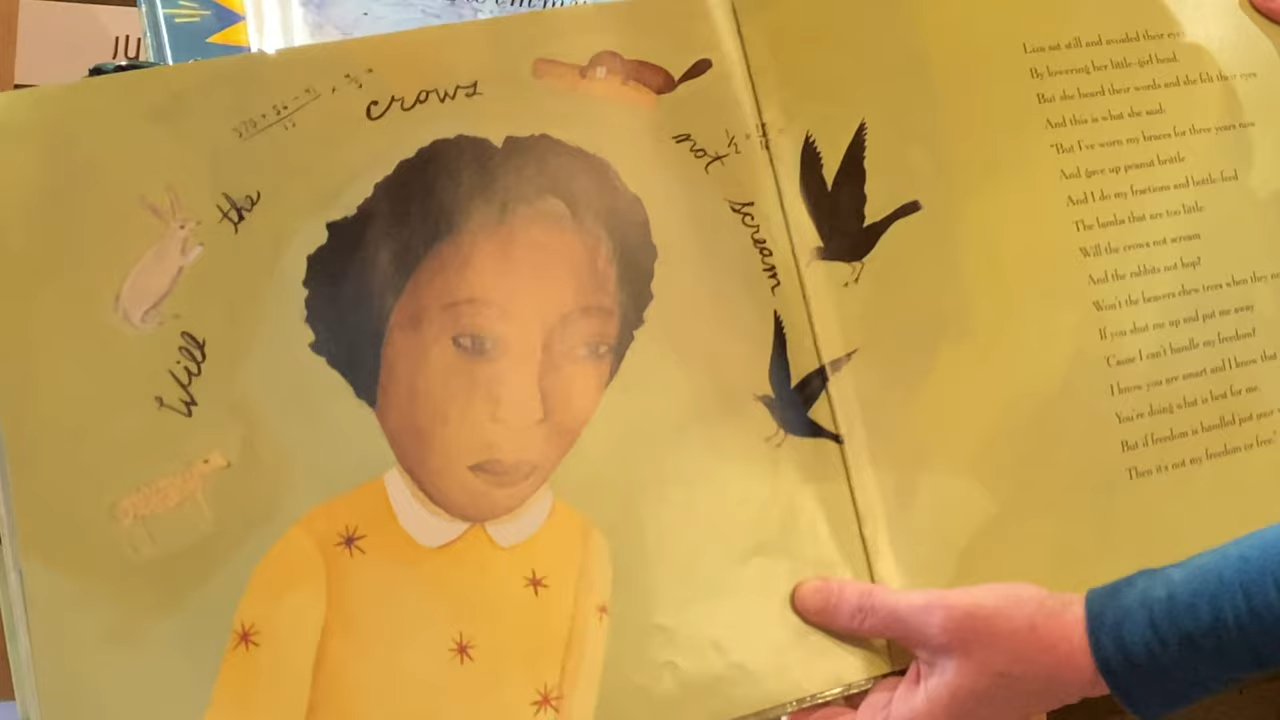 Will
the
crows
not
scream
Liza sat still and avoided their eyes
By lowering her little-girl head.
But she heard their words and she felt their eyes
And this is what she said:
"But I've worn my braces for three years now
And gave up peanut brittle
And I do my fractions and bottle-feed
The lambs that are too little.
Will the crows not scream
And the rabbits not hop?
Won't the beavers chew trees when they
If you shut me up and put me away
'Cause I can't handle my freedom?
I know you are smart and I know that
You're doing what is best for me.
But if freedom is handled just your
Then it's not my freedom or free."